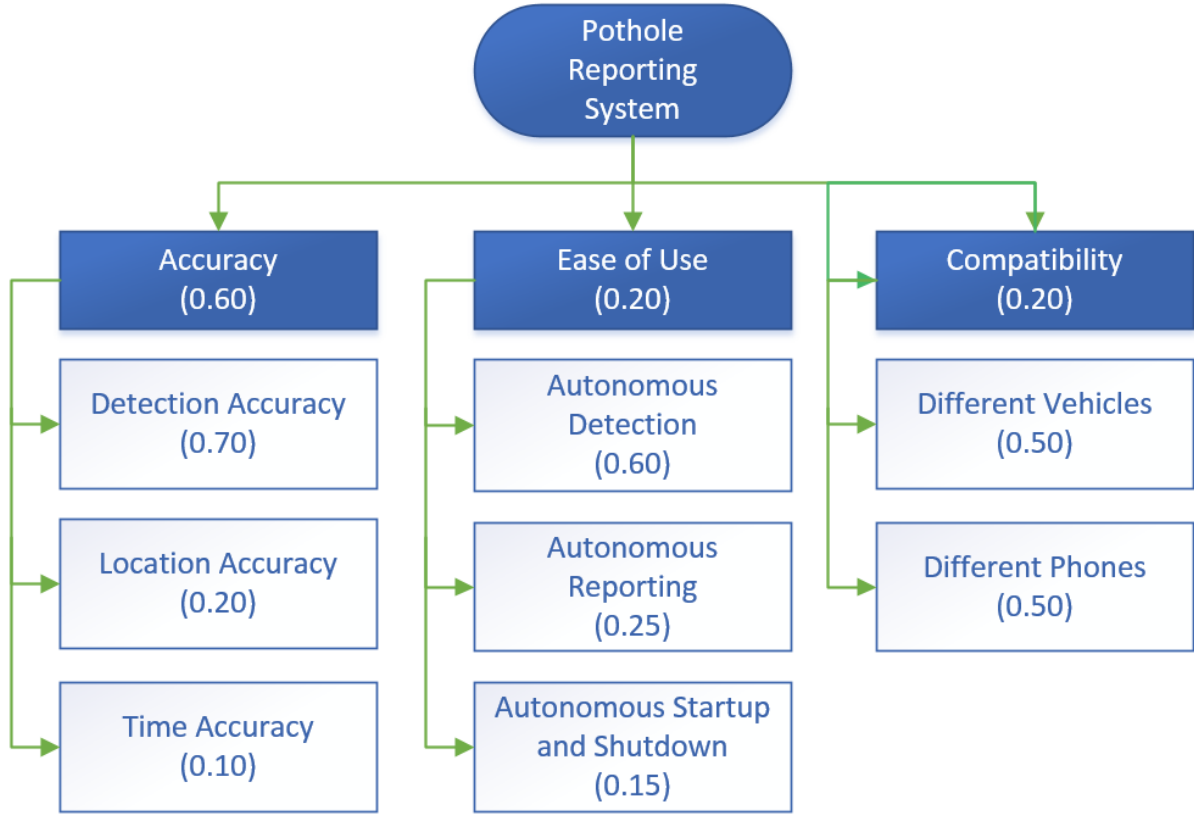 Pothole
Reporting
System
Accuracy
(0.60)
Ease of Use
(0.20)
Compatibility
(0.20)
Detection Accuracy
(0.70)
Autonomous
Detection
(0.60)
Different Vehicles
(0.50)
Location Accuracy
(0.20)
Autonomous
Reporting
(0.25)
Different Phones
(0.50)
Time Accuracy
(0.10)
Autonomous Startup
and Shutdown
(0.15)